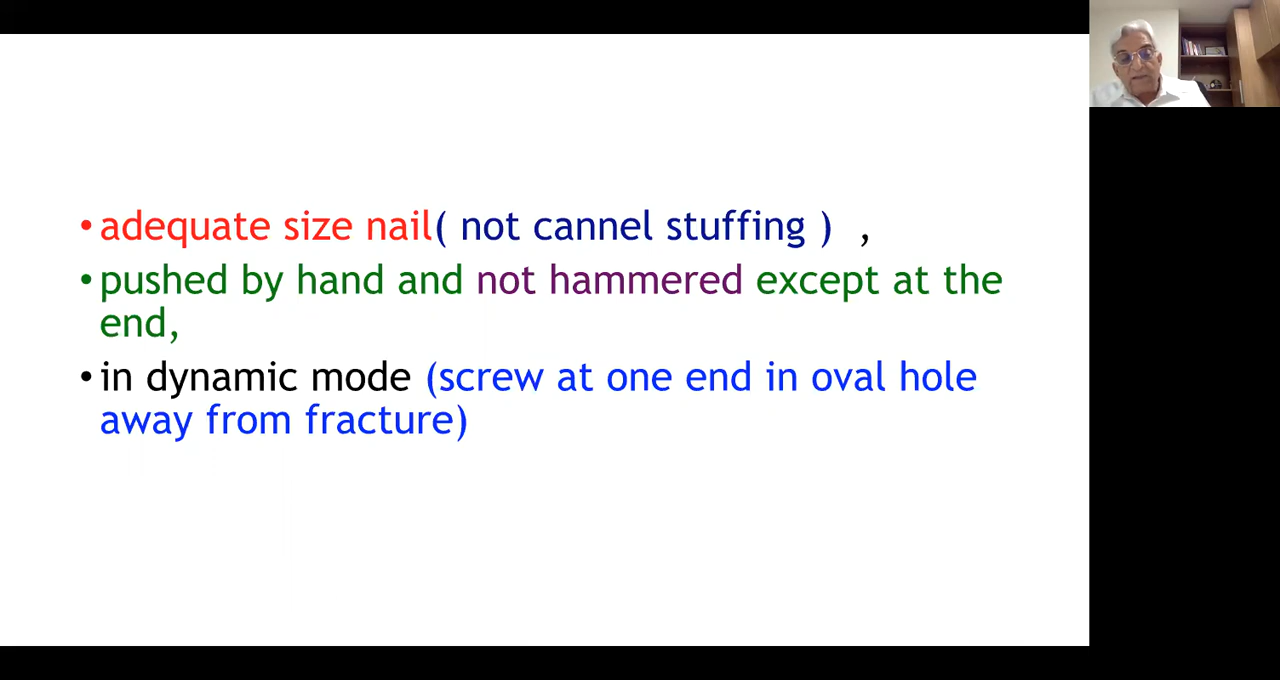 •adequate size nail( not cannel stuffing ) ,
•pushed by hand and not hammered except at the
end,
•in dynamic mode (screw at one end in oval hole
away from fracture)